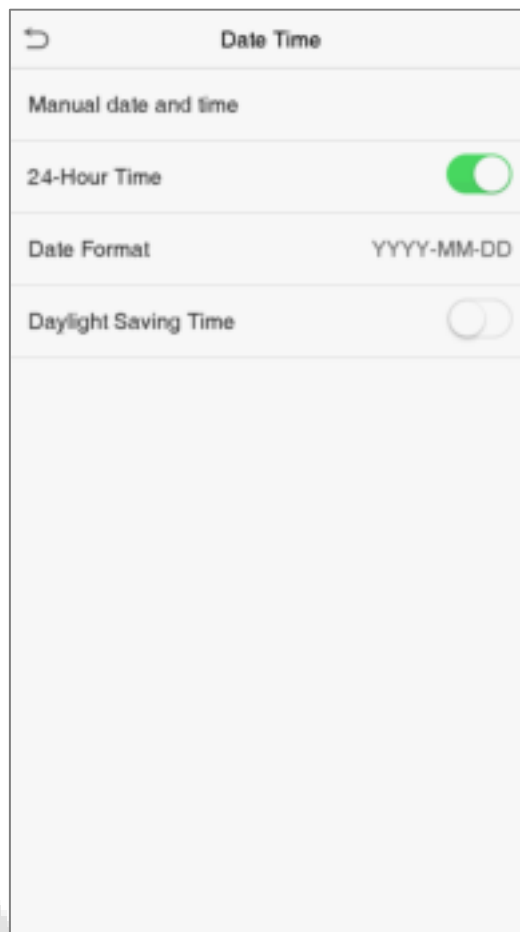 Date Time
Manual date and time
24-Hour Time
Date Format YYYY-MM-DD
Daylight Saving Time